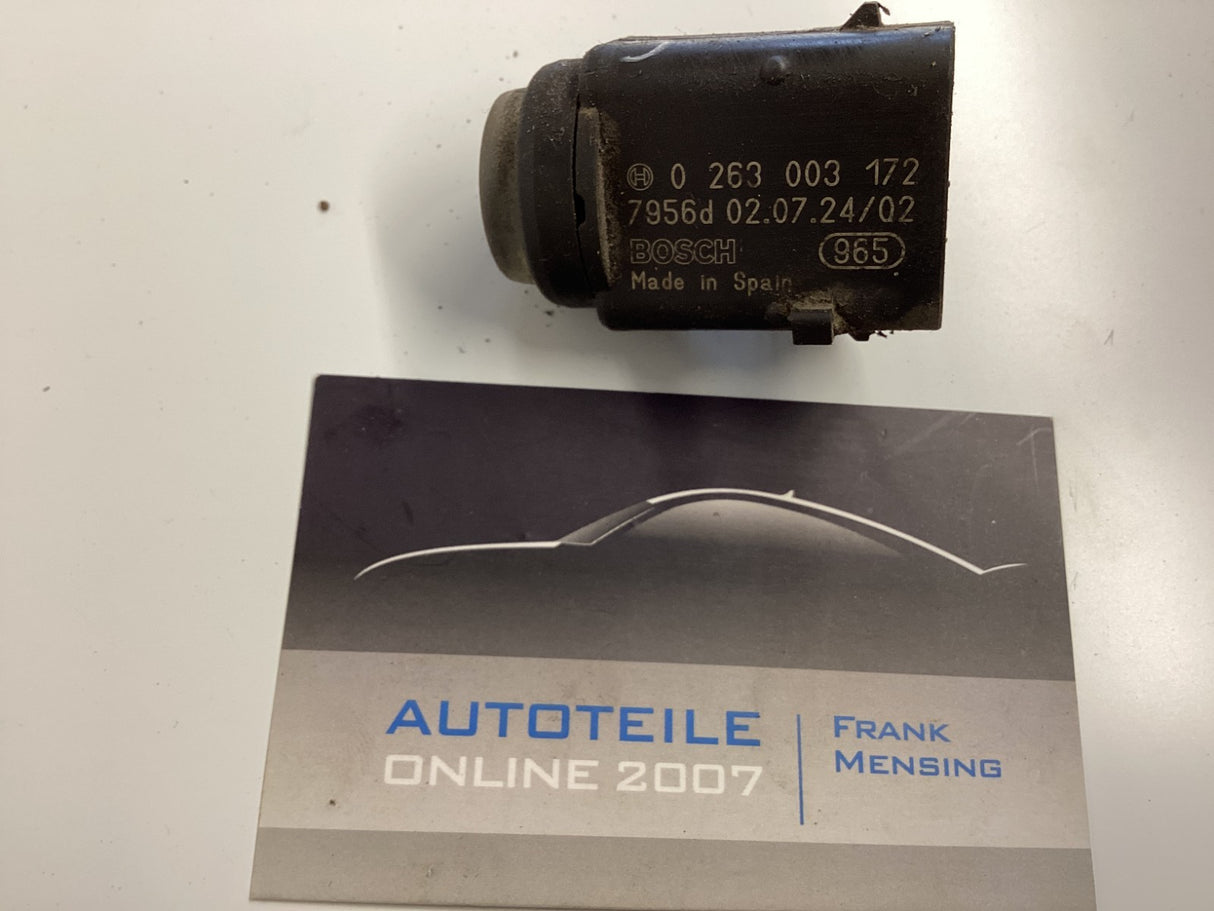 0 263 003 172
7956d 02.07.24/02
BOSCH 965
Made in Spain
AUTOTEILE
ONLINE 2007
FRANK
MENSING